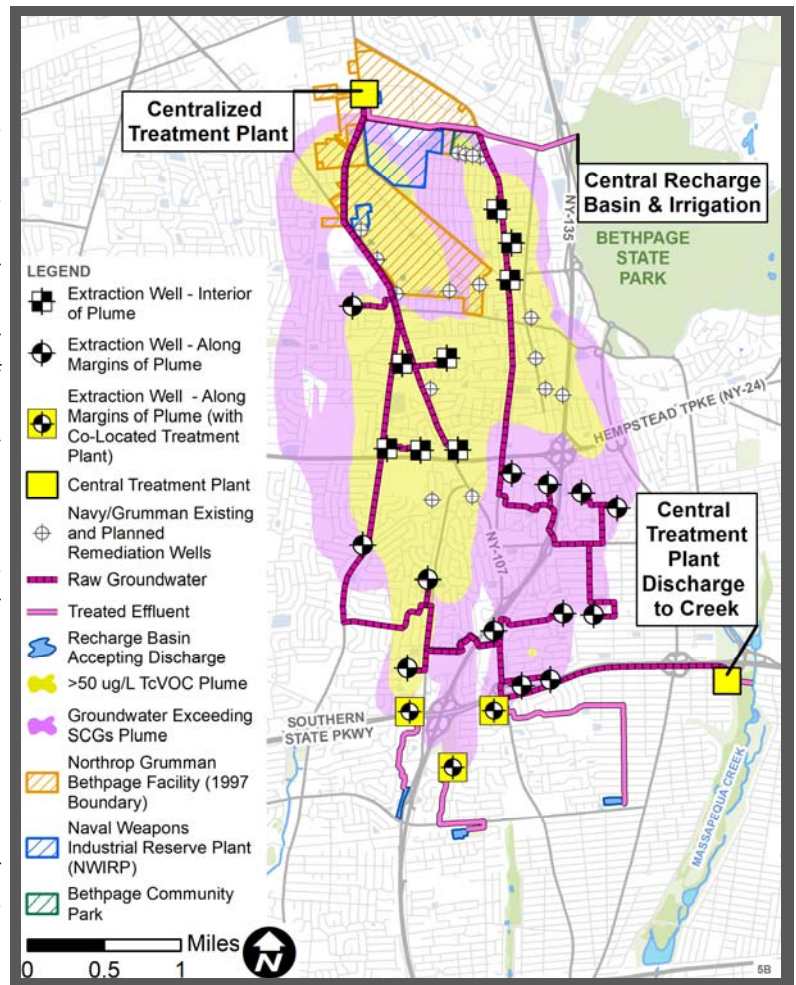 Centralized
Treatment Plant
Central Recharge
Basin & Irrigation
NY-135
BETHPAGE
STATE
PARK
LEGEND
Extraction Well - Interior
of Plume
Extraction Well - Along
Margins of Plume
Extraction Well - Along
Margins of Plume (with
Co-Located Treatment
Plant)
Central Treatment Plant
Navy/Grumman Existing
and Planned
Remediation Wells
Raw Groundwater
Treated Effluent
Recharge Basin
Accepting Discharge
>50 ug/L TcVOC Plume
Groundwater Exceeding
SCGs Plume
Northrop Grumman
Bethpage Facility (1997
Boundary)
Naval Weapons
Industrial Reserve Plant
(NWIRP)
Bethpage Community
Park
Miles
0 0.5 1
N
HEMPSTEAD TPKE (NY-24)
NY-107
Central
Treatment
Plant
Discharge
to Creek
SOUTHERN
STATE PKWY
MASSAPEQUA CREEK
5B